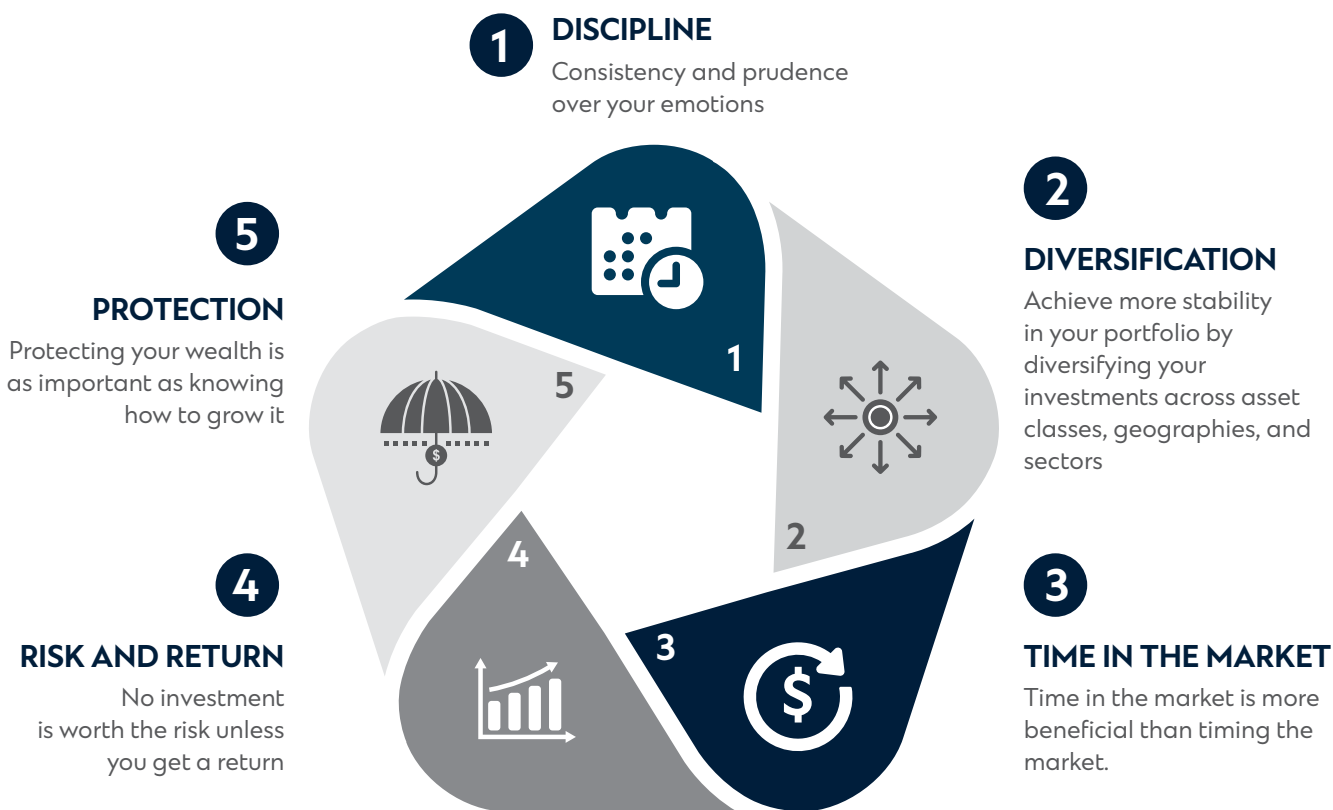 1
DISCIPLINE
Consistency and prudence
over your emotions
2
DIVERSIFICATION
Achieve more stability
in your portfolio by
diversifying your
investments across asset
classes, geographies, and
sectors
3
TIME IN THE MARKET
Time in the market is more
beneficial than timing the
market.
4
RISK AND RETURN
No investment
is worth the risk unless
you get a return
5
PROTECTION
Protecting your wealth is
as important as knowing
how to grow it
1
2
3
$
4
5
$